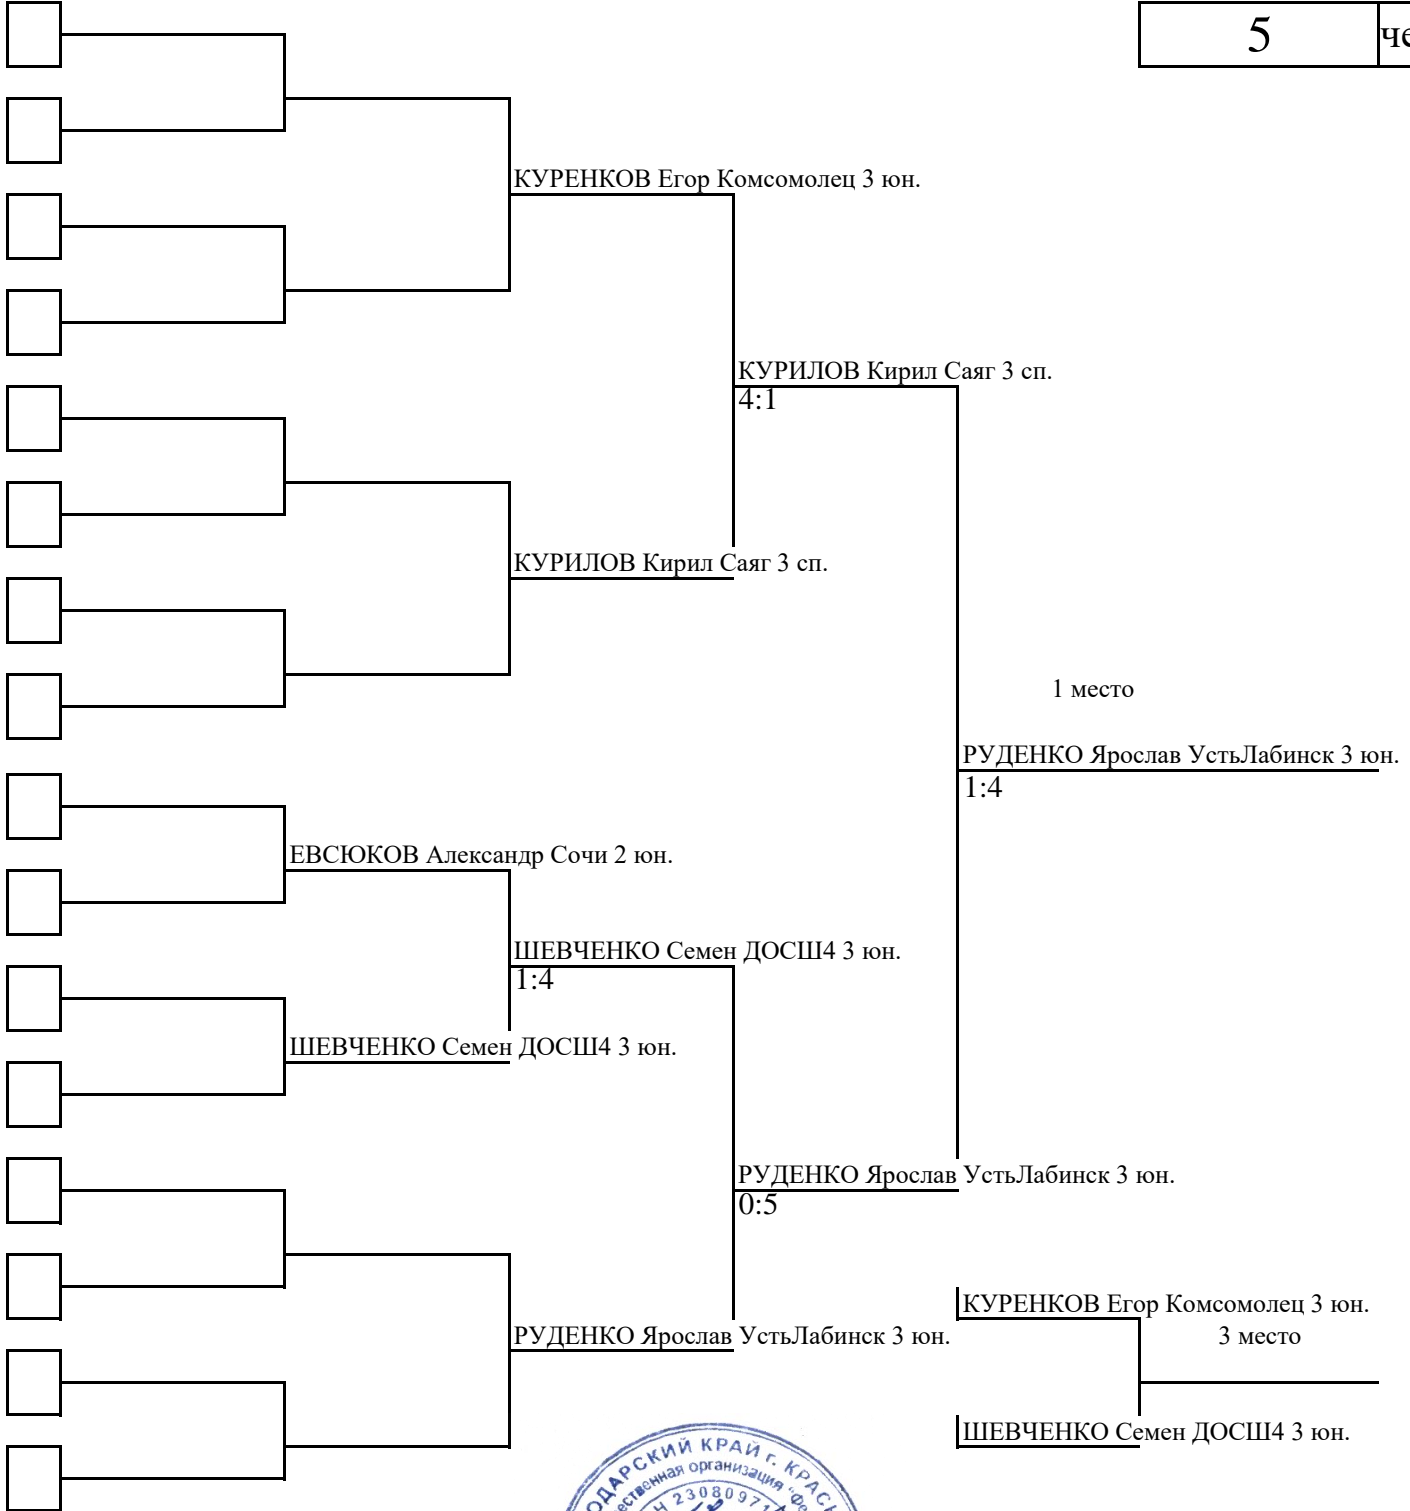 5
КУРЕНКОВ Егор Комсомолец 3 юн.
КУРИЛОВ Кирил Саяг 3 сп.
4:1
КУРИЛОВ Кирил Саяг 3 сп.
1 место
РУДЕНКО Ярослав УстьЛабинск 3 юн.
1:4
ЕВСЮКОВ Александр Сочи 2 юн.
ШЕВЧЕНКО Семен ДОСШ4 3 юн.
1:4
ШЕВЧЕНКО Семен ДОСШ4 3 юн.
РУДЕНКО Ярослав УстьЛабинск 3 юн.
0:5
КУРЕНКОВ Егор Комсомолец 3 юн.
РУДЕНКО Ярослав УстьЛабинск 3 юн.
3 место
ШЕВЧЕНКО Семен ДОСШ4 3 юн.
КРАЙ г.
организация